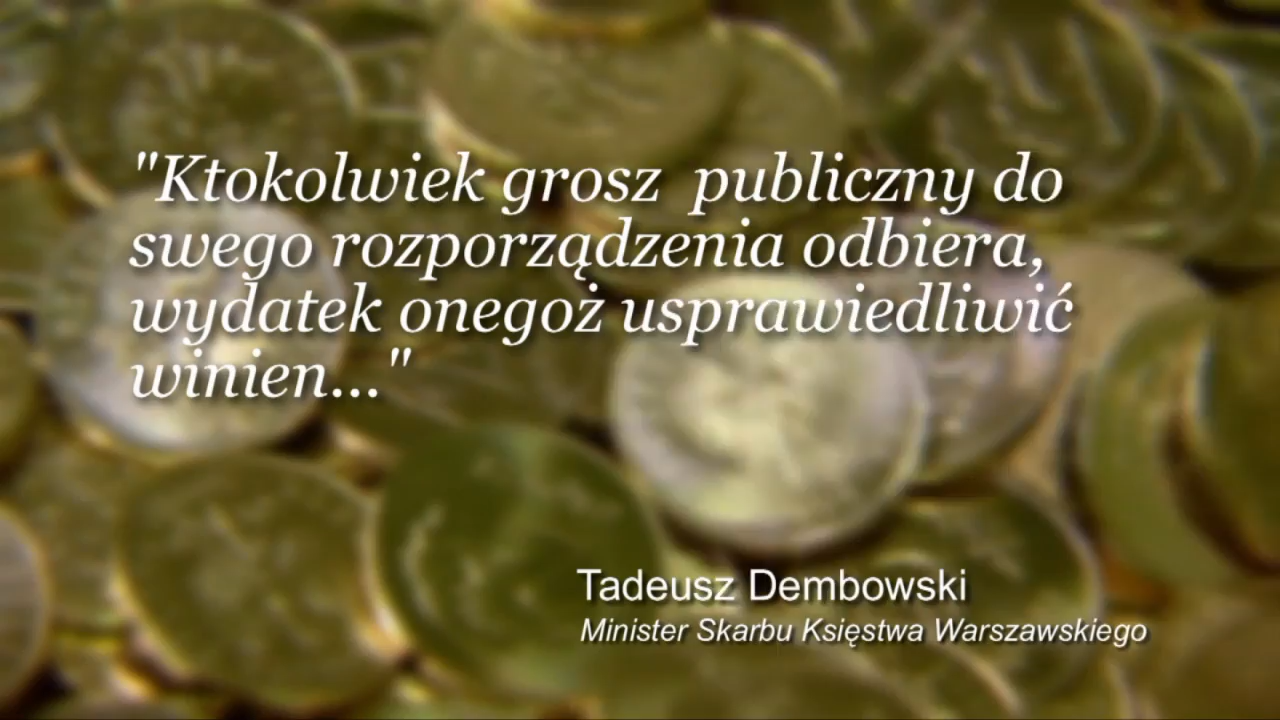 "Ktokolwiek grosz  publiczny do
swego rozporządzenia odbiera,
wydatek onegoż usprawiedliwić
winien..."
Tadeusz Dembowski
Minister Skarbu Księstwa Warszawskiego